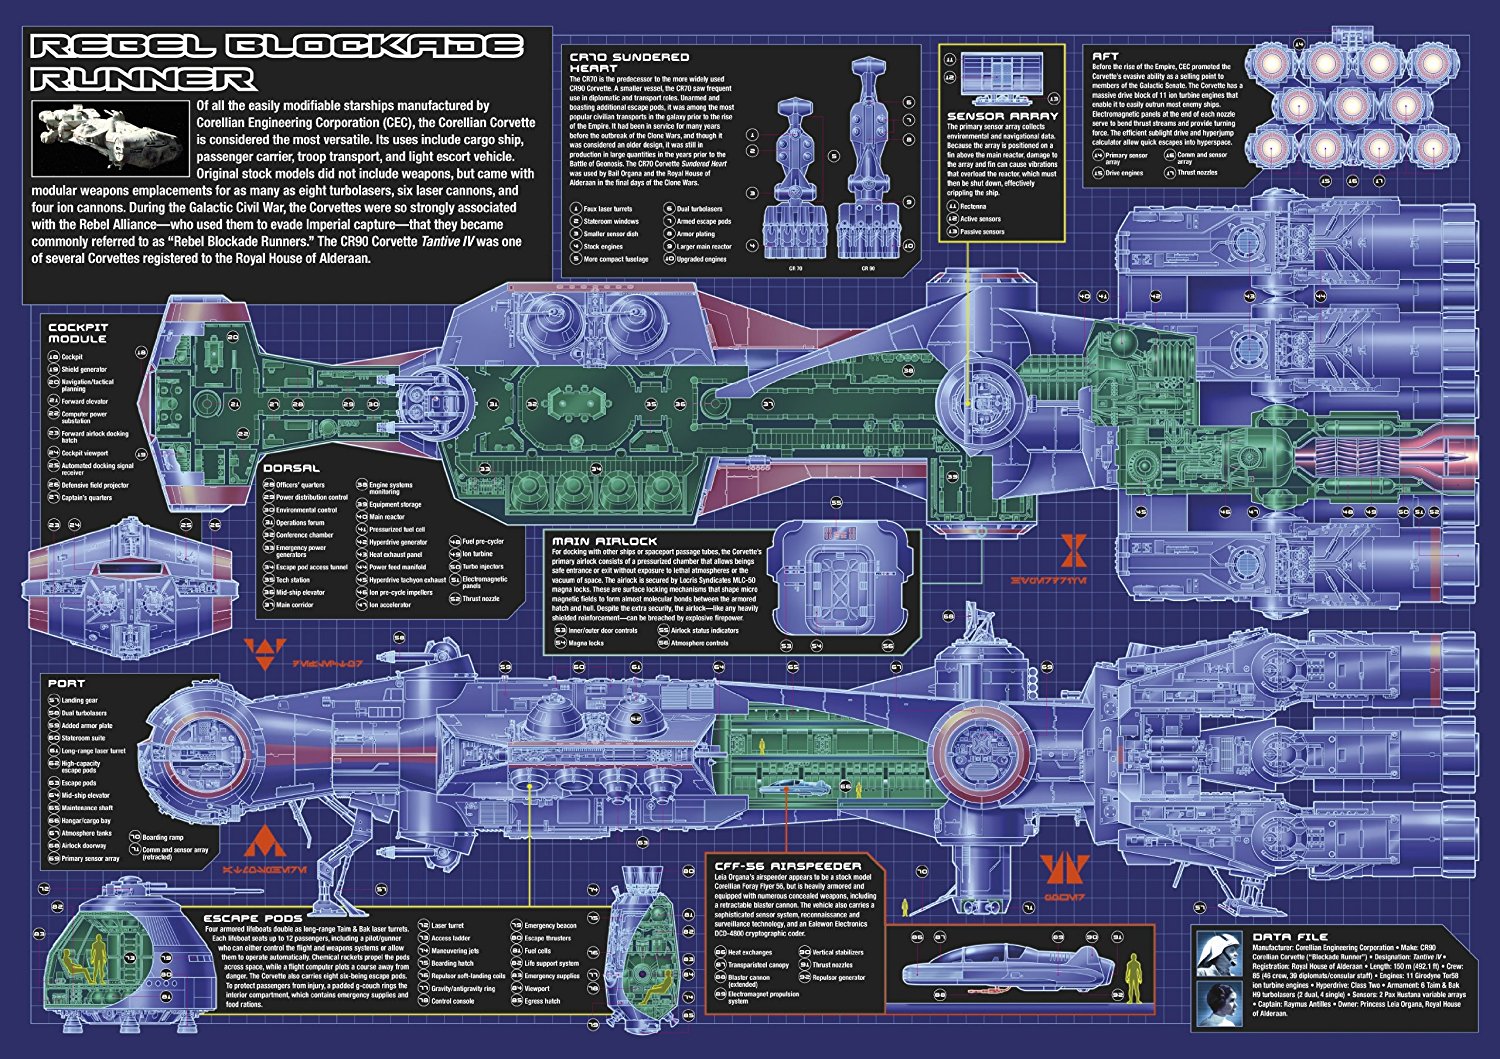 REBEL BLOCKADE
RUNNER
Of all the easily modifiable starships manufactured by
Corellian Engineering Corporation (CEC), the Corellian Corvette
is considered the most versatile. Its uses include cargo ship,
passenger carrier, troop transport, and light escort vehicle.
Original stock models did not include weapons, but came with
modular weapons emplacements for as many as eight turbolasers, six laser cannons, and
four ion cannons. During the Galactic Civil War, the Corvettes were so strongly associated
with the Rebel Alliance—who used them to evade Imperial capture—that they became
commonly referred to as “Rebel Blockade Runners.” The CR90 Corvette Tantive IV was one
of several Corvettes registered to the Royal House of Alderaan.
CR70 SUNDERED
HEART
The CR70 is the predecessor to the more widely used
CR90 Corvette. A smaller vessel, the CR70 saw frequent
use in diplomatic and transport roles. Unarmed and
boasting additional escape pods, it was among the most
popular civilian transports in the galaxy prior to the rise
of the Empire. It had been in service for many years
before the outbreak of the Clone Wars, and though it
was considered an older design, it was still in
production in large quantities in the years prior to the
Battle of Geonosis. The CR70 Corvette Sundered Heart
was used by Bail Organa and the Royal House of
Alderaan in the final days of the Clone Wars.
1 Faux laser turrets
2 Stateroom windows
3 Smaller sensor dish
4 Stock engines
5 More compact fuselage
6 Dual turbolasers
7 Armed escape pods
8 Armor plating
9 Larger main reactor
10 Upgraded engines
CR 70
CR 90
SENSOR ARRAY
The primary sensor array collects
environmental and navigational data.
Because the array is positioned on a
fin above the main reactor, damage to
the array and fin can cause vibrations
that overload the reactor, which must
then be shut down, effectively
crippling the ship.
11 Rectenna
12 Active sensors
13 Passive sensors
AFT
Before the rise of the Empire, CEC promoted the
Corvette's evasive ability as a selling point to
members of the Galactic Senate. The Corvette has a
massive drive block of 11 ion turbine engines that
enable it to easily outrun most enemy ships.
Electromagnetic panels at the end of each nozzle
serve to bend thrust streams and provide turning
force. The efficient sublight drive and hyperjump
calculator allow quick escapes into hyperspace.
14 Primary sensor
array
15 Drive engines
16 Comm and sensor
array
17 Thrust nozzles
COCKPIT
MODULE
18 Cockpit
19 Shield generator
20 Navigation/tactical
planning
21 Forward elevator
22 Computer power
substation
23 Forward airlock docking
hatch
24 Cockpit viewport
25 Automated docking signal
receiver
26 Defensive field projector
27 Captain's quarters
DORSAL
28 Officers' quarters
29 Power distribution control
30 Environmental control
31 Operations forum
32 Conference chamber
33 Emergency power
generators
34 Escape pod access tunnel
35 Tech station
36 Mid-ship elevator
37 Main corridor
38 Engine systems
monitoring
39 Equipment storage
40 Main reactor
41 Pressurized fuel cell
42 Hyperdrive generator
43 Heat exhaust panel
44 Power feed manifold
45 Hyperdrive tachyon exhaust
46 Ion pre-cycle impellers
47 Ion accelerator
48 Fuel pre-cycler
49 Ion turbine
50 Turbo injectors
51 Electromagnetic
panels
52 Thrust nozzle
MAIN AIRLOCK
For docking with other ships or spaceport passage tubes, the Corvette's
primary airlock consists of a pressurized chamber that allows beings
safe entrance or exit without exposure to lethal atmospheres or the
vacuum of space. The airlock is secured by Locris Syndicates MLC-50
magna locks. These are surface locking mechanisms that shape micro
magnetic fields to form almost molecular bonds between the armored
hatch and hull. Despite the extra security, the airlock—like any heavily
shielded reinforcement—can be breached by explosive firepower.
53 Inner/outer door controls
54 Magna locks
55 Airlock status indicators
56 Atmosphere controls
PORT
57 Landing gear
58 Dual turbolasers
59 Added armor plate
60 Stateroom suite
61 Long-range laser turret
62 High-capacity
escape pods
63 Escape pods
64 Mid-ship elevator
65 Maintenance shaft
66 Hangar/cargo bay
67 Atmosphere tanks
68 Airlock doorway
69 Primary sensor array
70 Boarding ramp
71 Comm and sensor array
(retracted)
ESCAPE PODS
Four armored lifeboats double as long-range Taim & Bak laser turrets.
Each lifeboat seats up to 12 passengers, including a pilot/gunner
who can either control the flight and weapons systems or allow
them to operate automatically. Chemical rockets propel the pods
across space, while a flight computer plots a course away from
danger. The Corvette also carries eight six-being escape pods.
To protect passengers from injury, a padded g-couch rings the
interior compartment, which contains emergency supplies and
food rations.
72 Laser turret
73 Access ladder
74 Maneuvering jets
75 Boarding hatch
76 Repulsor soft-landing coils
77 Gravity/antigravity ring
78 Control console
79 Emergency beacon
80 Escape thrusters
81 Fuel cells
82 Life support system
83 Emergency supplies
84 Viewport
85 Egress hatch
CFF-56 AIRSPEEDER
Leia Organa's airspeeder appears to be a stock model
Corellian Foray Flyer 56, but is heavily armored and
equipped with numerous concealed weapons, including
a retractable blaster cannon. The vehicle also carries a
sophisticated sensor system, reconnaissance and
surveillance technology, and an Ealewon Electronics
DCD-4800 cryptographic coder.
86 Heat exchanges
87 Transparisteel canopy
88 Blaster cannon
(extended)
89 Electromagnet propulsion
system
90 Vertical stabilizers
91 Thrust nozzles
92 Repulsor generator
DATA FILE
Manufacturer: Corellian Engineering Corporation • Make: CR90
Corellian Corvette ("Blockade Runner") • Designation: Tantive IV •
Registration: Royal House of Alderaan • Length: 150 m (492.1 ft) • Crew:
85 (46 crew, 39 diplomats/consular staff) • Engines: 11 Girodyne Ter58
ion turbine engines • Hyperdrive: Class Two • Armament: 6 Taim & Bak
H9 turbolasers (2 dual, 4 single) • Sensors: 2 Pax Hustana variable arrays
• Captain: Raymus Antilles • Owner: Princess Leia Organa, Royal House
of Alderaan.